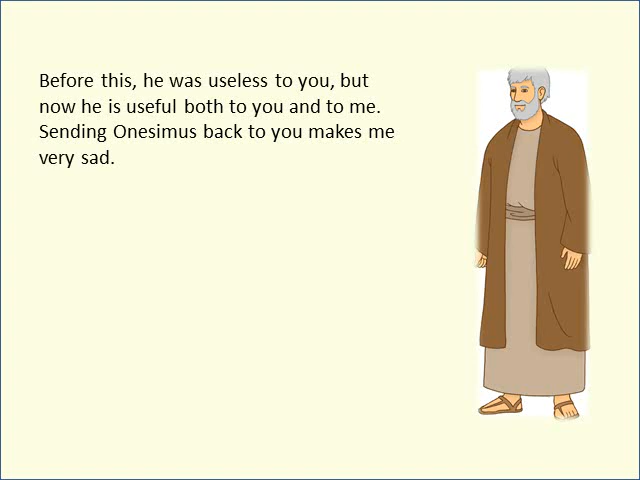 Before this, he was useless to you, but
now he is useful both to you and to me.
Sending Onesimus back to you makes me
very sad.